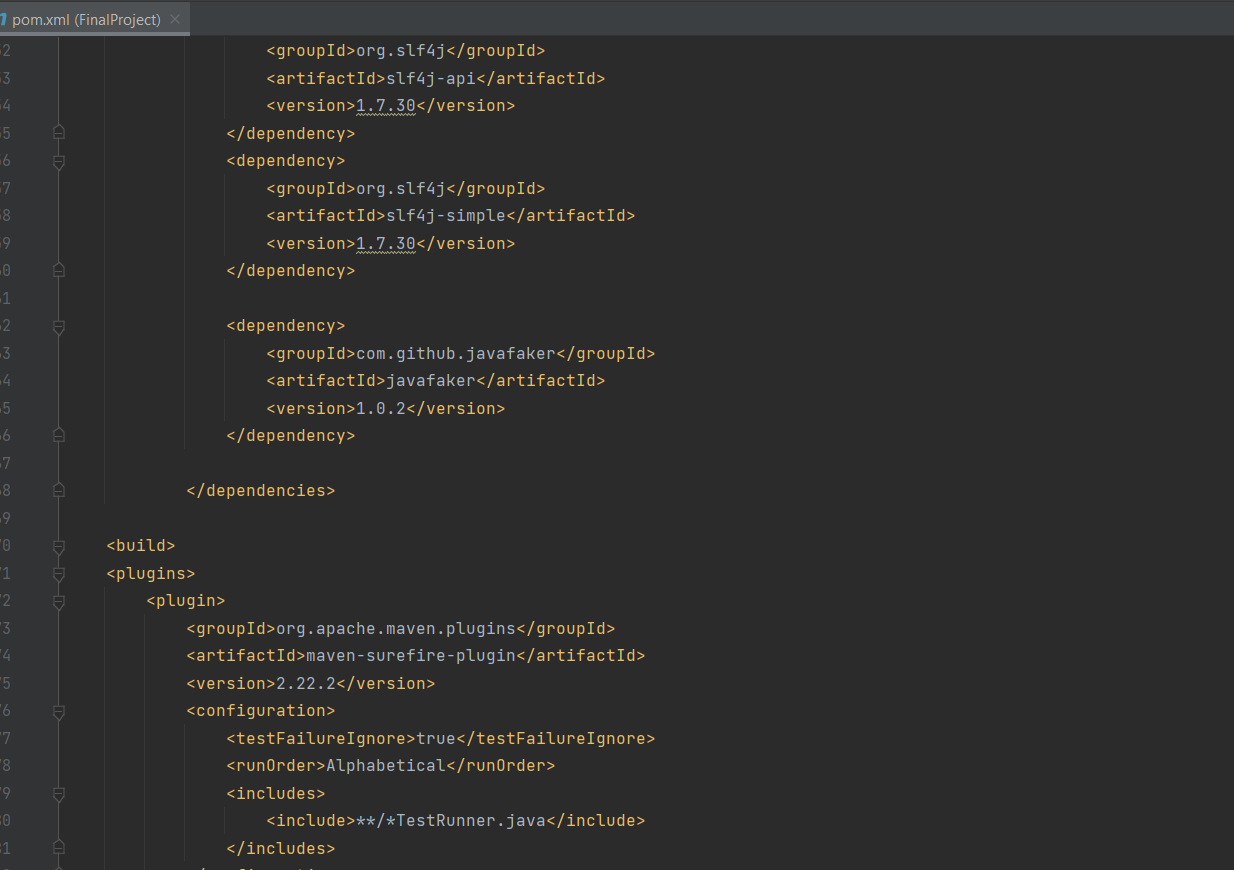 pom.xml (FinalProject)
2 <groupId>org.slf4j</groupId>
3 <artifactId>slf4j-api</artifactId>
4 <version>1.7.30</version>
5 </dependency>
6 <dependency>
7 <groupId>org.slf4j</groupId>
8 <artifactId>slf4j-simple</artifactId>
9 <version>1.7.30</version>
0 </dependency>
1
2 <dependency>
3 <groupId>com.github.javafaker</groupId>
4 <artifactId>javafaker</artifactId>
5 <version>1.0.2</version>
6 </dependency>
7
8 </dependencies>
9
0 <build>
1 <plugins>
2 <plugin>
3 <groupId>org.apache.maven.plugins</groupId>
4 <artifactId>maven-surefire-plugin</artifactId>
5 <version>2.22.2</version>
6 <configuration>
7 <testFailureIgnore>true</testFailureIgnore>
8 <runOrder>Alphabetical</runOrder>
9 <includes>
0 <include>**/*TestRunner.java</include>
1 </includes>